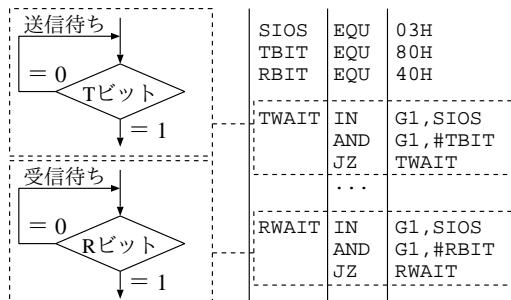 送信待ち
= 0
Tビット
= 1
受信待ち
= 0
Rビット
= 1
SIOS EQU 03H
TBIT EQU 80H
RBIT EQU 40H
TWAIT IN G1,SIOS
AND G1,#TBIT
JZ TWAIT
...
RWAIT IN G1,SIOS
AND G1,#RBIT
JZ RWAIT